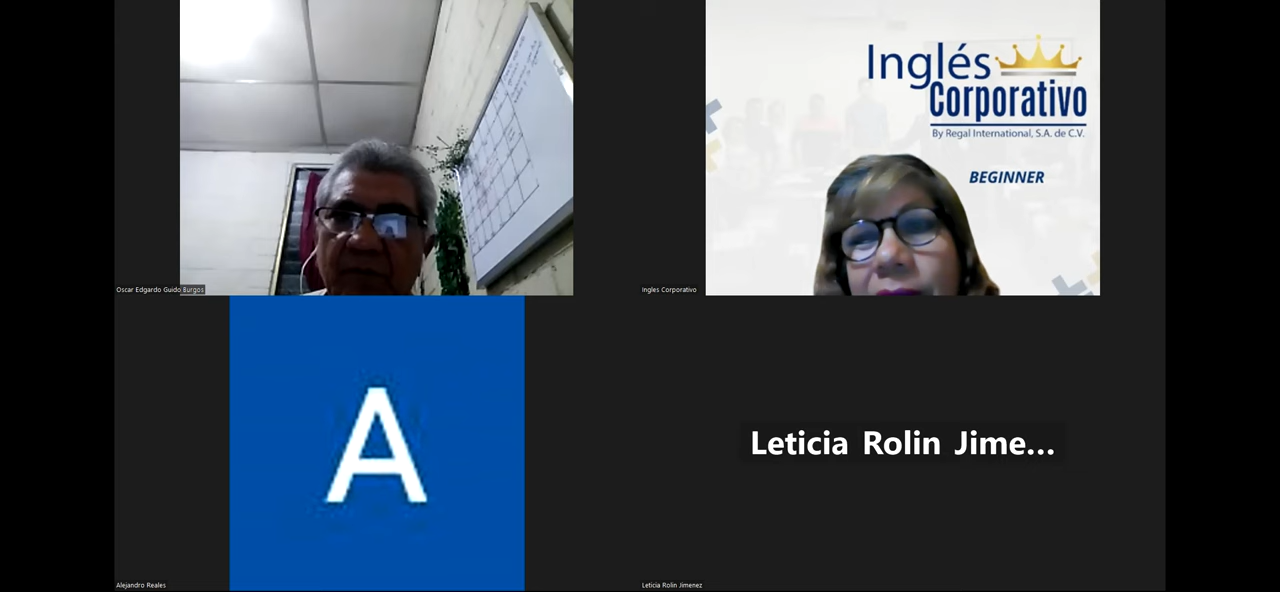 Inglés
Corporativo
By Regal International, S.A. de C.V.
BEGINNER
Oscar Edgardo Guido Burgos
Ingles Corporativo
A
Leticia Rolin Jime...
Alejandro Reales
Leticia Rolin Jimenez